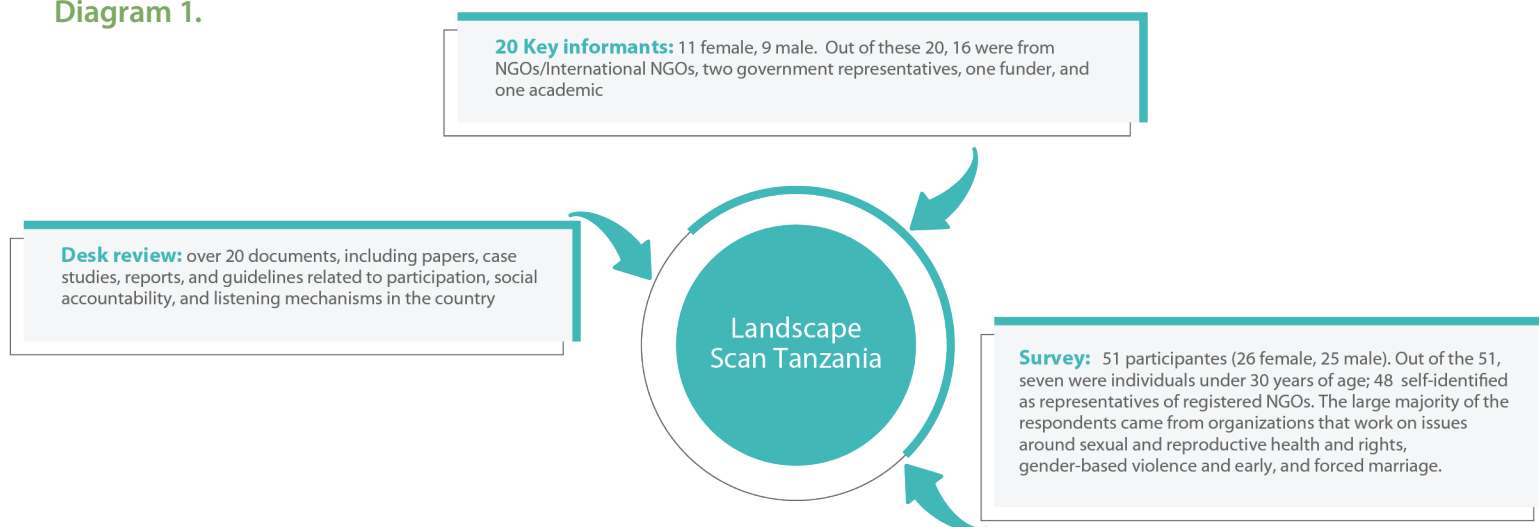 Diagram 1.
20 Key informants: 11 female, 9 male. Out of these 20, 16 were from
NGOs/International NGOs, two government representatives, one funder, and
one academic
Desk review: over 20 documents, including papers, case
studies, reports, and guidelines related to participation, social
accountability, and listening mechanisms in the country
Landscape
Scan Tanzania
Survey: 51 participantes (26 female, 25 male). Out of the 51,
seven were individuals under 30 years of age; 48 self-identified
as representatives of registered NGOs. The large majority of the
respondents came from organizations that work on issues
around sexual and reproductive health and rights,
gender-based violence and early, and forced marriage.